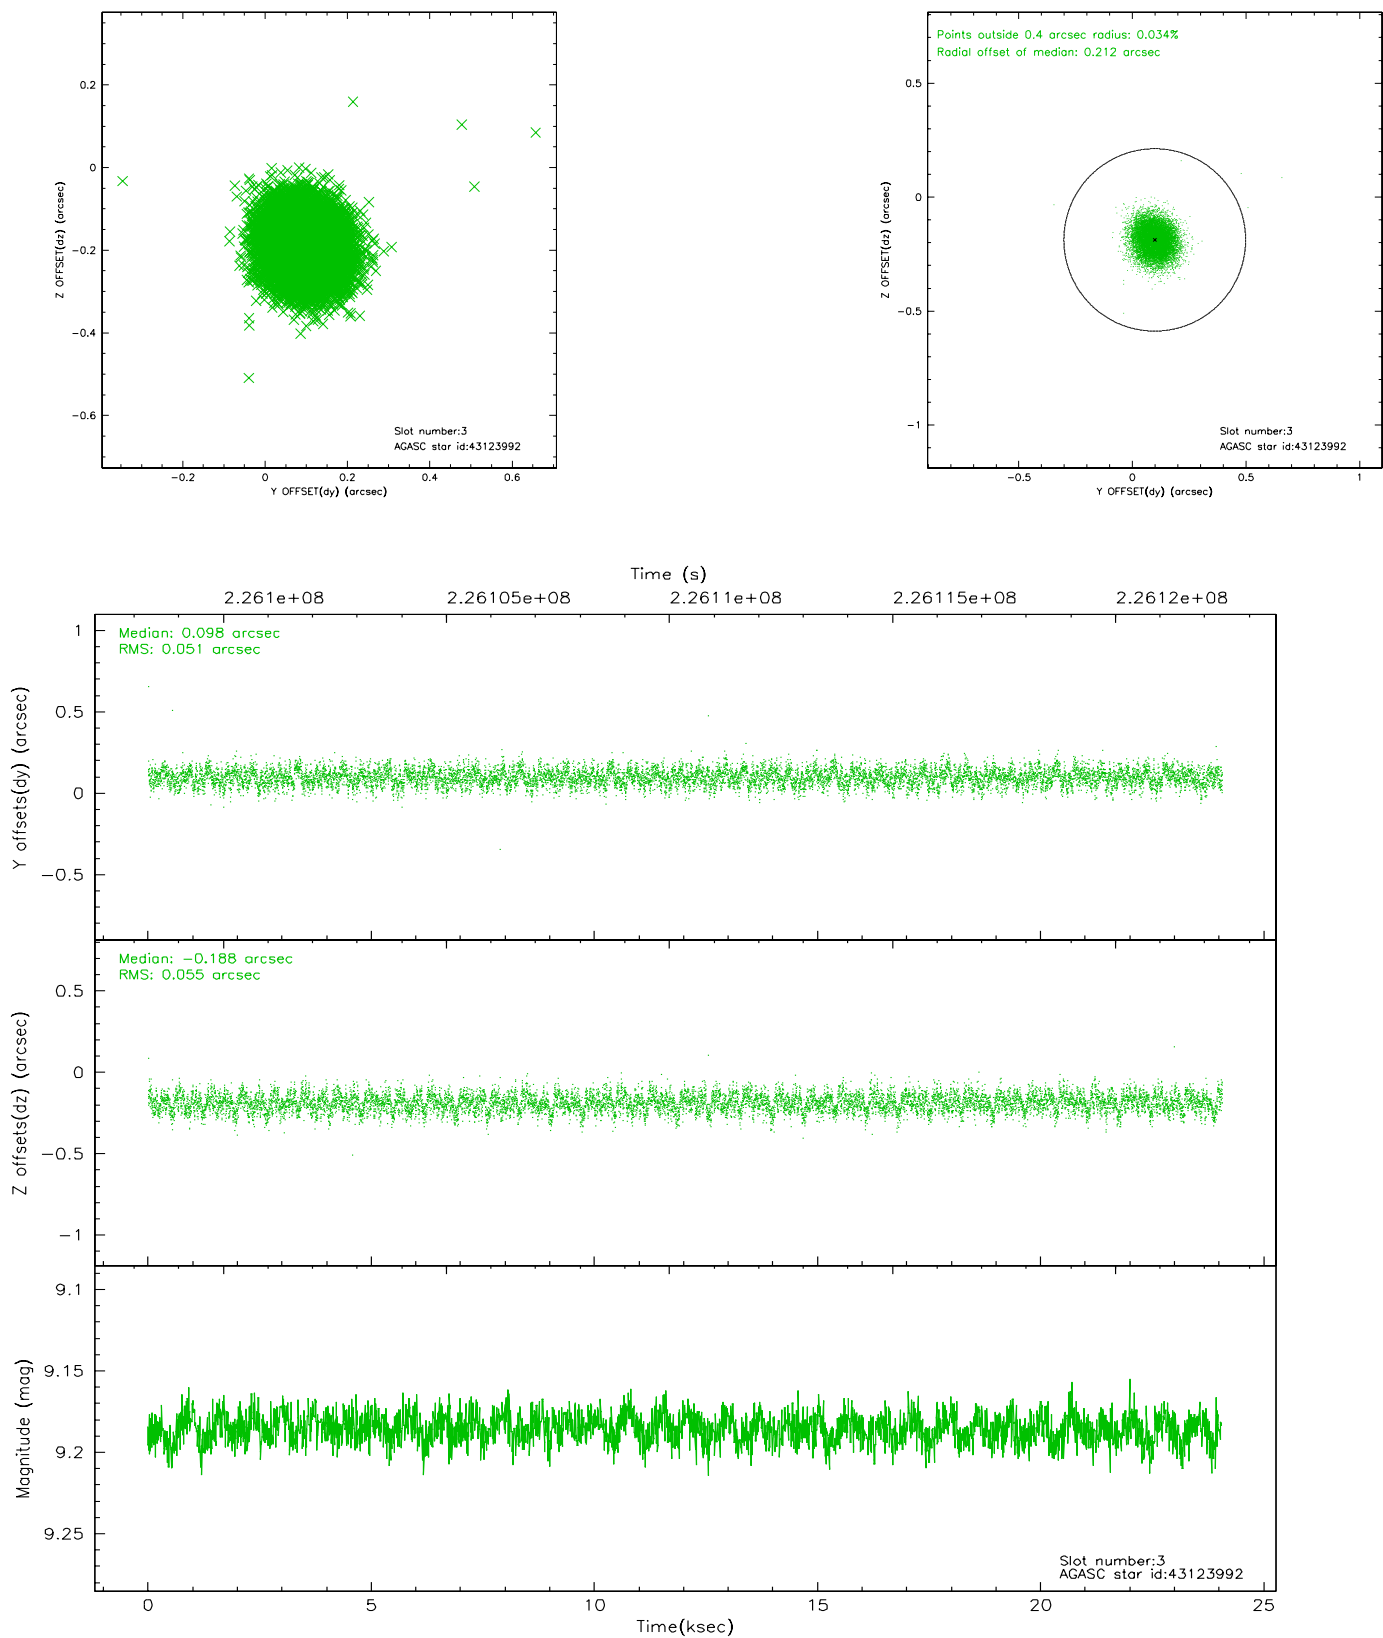 0.2
0
−0.2
−0.4
−0.6
Z OFFSET(dz) (arcsec)
Slot number:3
AGASC star id:43123992
−0.2
0
0.2
0.4
0.6
Y OFFSET(dy) (arcsec)
Points outside 0.4 arcsec radius: 0.034%
Radial offset of median: 0.212 arcsec
0.5
0
−0.5
−1
Z OFFSET(dz) (arcsec)
Slot number:3
AGASC star id:43123992
−0.5
0
0.5
1
Y OFFSET(dy) (arcsec)
Time (s)
2.261e+08
2.26105e+08
2.2611e+08
2.26115e+08
2.2612e+08
Median: 0.098 arcsec
RMS: 0.051 arcsec
1
0.5
0
−0.5
Y offsets(dy) (arcsec)
Median: −0.188 arcsec
RMS: 0.055 arcsec
0.5
0
−0.5
−1
Z offsets(dz) (arcsec)
9.1
9.15
9.2
9.25
Magnitude (mag)
Slot number:3
AGASC star id:43123992
0
5
10
15
20
25
Time(ksec)